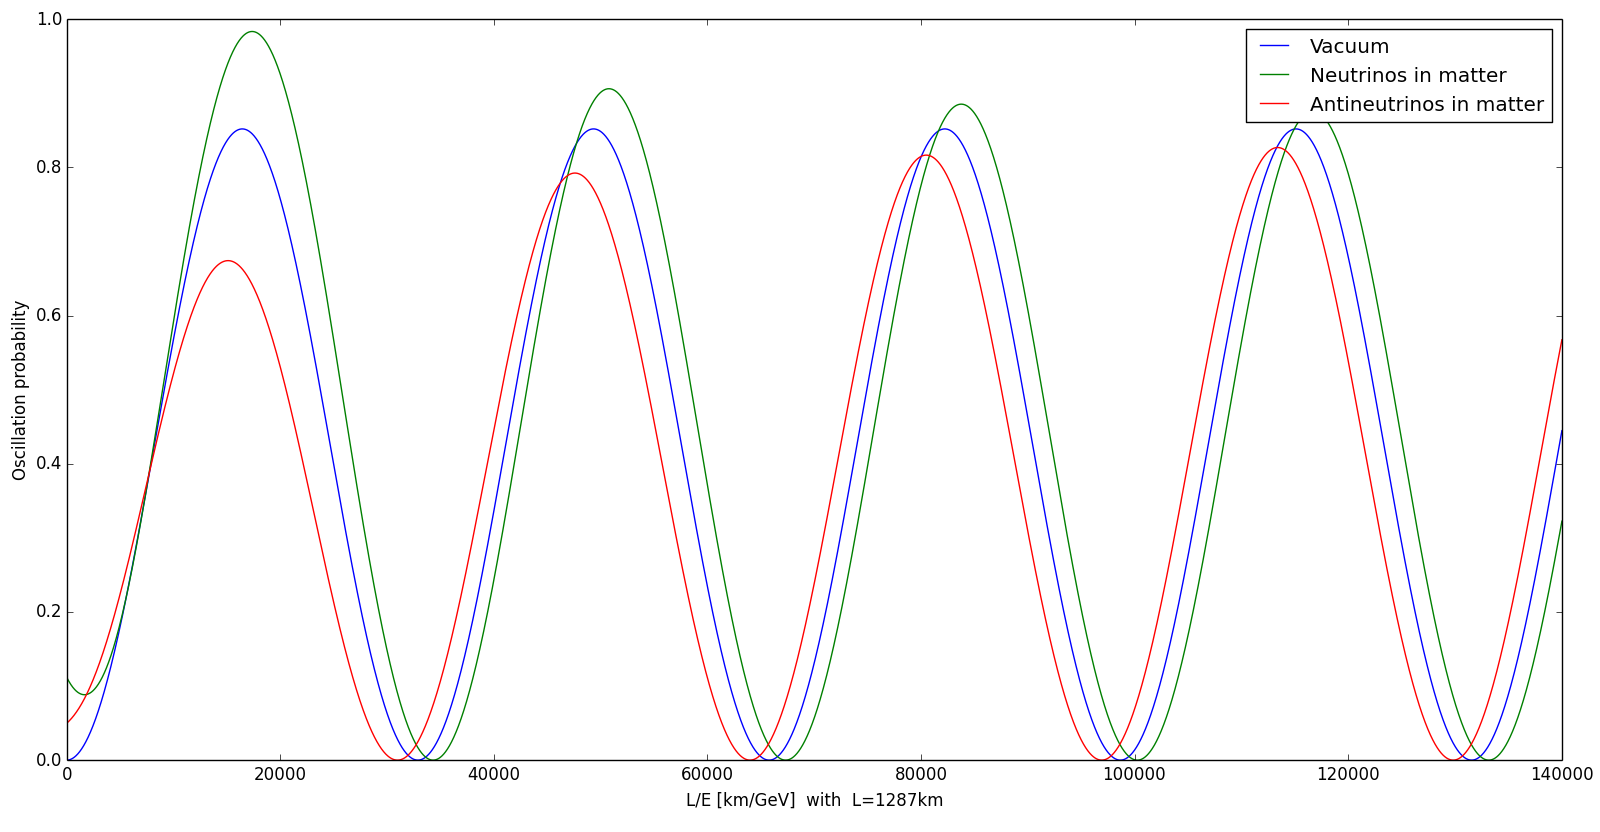 1.0
0.8
0.6
0.4
0.2
0.0
Oscillation probability
Vacuum
Neutrinos in matter
Antineutrinos in matter
0 20000 40000 60000 80000 100000 120000 140000
L/E [km/GeV]  with  L=1287km